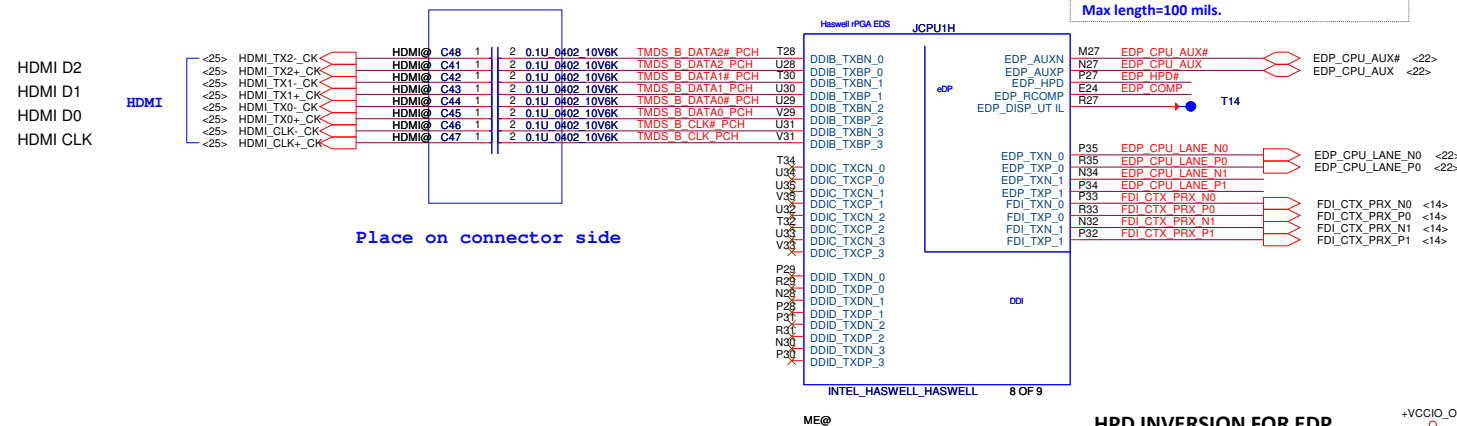 Max length=100 mils.
Haswell rPGA EDS
JCPU1H
HDMI D2
HDMI D1
HDMI D0
HDMI CLK
HDMI
<25> HDMI_TX2-_CK HDMI@ C48 1 2 0.1U_0402_10V6K TMDS_B_DATA2#_PCH T28 DDIB_TXBN_0
<25> HDMI_TX2+_CK HDMI@ C41 1 2 0.1U_0402_10V6K TMDS_B_DATA2_PCH U28 DDIB_TXBP_0
<25> HDMI_TX1-_CK HDMI@ C42 1 2 0.1U_0402_10V6K TMDS_B_DATA1#_PCH T30 DDIB_TXBN_1
<25> HDMI_TX1+_CK HDMI@ C43 1 2 0.1U_0402_10V6K TMDS_B_DATA1_PCH U30 DDIB_TXBP_1
<25> HDMI_TX0-_CK HDMI@ C44 1 2 0.1U_0402_10V6K TMDS_B_DATA0#_PCH U29 DDIB_TXBN_2
<25> HDMI_TX0+_CK HDMI@ C45 1 2 0.1U_0402_10V6K TMDS_B_DATA0_PCH V29 DDIB_TXBP_2
<25> HDMI_CLK-_CK HDMI@ C46 1 2 0.1U_0402_10V6K TMDS_B_CLK#_PCH U31 DDIB_TXBN_3
<25> HDMI_CLK+_CK HDMI@ C47 1 2 0.1U_0402_10V6K TMDS_B_CLK_PCH V31 DDIB_TXBP_3
T34 DDIC_TXCN_0
U34 DDIC_TXCP_0
U35 DDIC_TXCN_1
V35 DDIC_TXCP_1
U32 DDIC_TXCN_2
T32 DDIC_TXCP_2
U33 DDIC_TXCN_3
V33 DDIC_TXCP_3
P29 DDID_TXDN_0
R29 DDID_TXDP_0
N28 DDID_TXDN_1
P28 DDID_TXDP_1
P31 DDID_TXDN_2
R31 DDID_TXDP_2
N30 DDID_TXDN_3
P30 DDID_TXDP_3
Place on connector side
eDP
DDI
EDP_AUXN M27 EDP_CPU_AUX# EDP_CPU_AUX# <22>
EDP_AUXP N27 EDP_CPU_AUX EDP_CPU_AUX <22>
EDP_HPD P27 EDP_HPD#
EDP_RCOMP E24 EDP_COMP
EDP_DISP_UTIL R27 T14
EDP_TXN_0 P35 EDP_CPU_LANE_N0 EDP_CPU_LANE_N0 <22>
EDP_TXP_0 R35 EDP_CPU_LANE_P0 EDP_CPU_LANE_P0 <22>
EDP_TXN_1 N34 EDP_CPU_LANE_N1
EDP_TXP_1 P34 EDP_CPU_LANE_P1
FDI_TXN_0 P33 FDI_CTX_PRX_N0 FDI_CTX_PRX_N0 <14>
FDI_TXP_0 R33 FDI_CTX_PRX_P0 FDI_CTX_PRX_P0 <14>
FDI_TXN_1 N32 FDI_CTX_PRX_N1 FDI_CTX_PRX_N1 <14>
FDI_TXP_1 P32 FDI_CTX_PRX_P1 FDI_CTX_PRX_P1 <14>
INTEL_HASWELL_HASWELL 8 OF 9
ME@
HPD INVERSION FOR EDP
+VCCIO_O